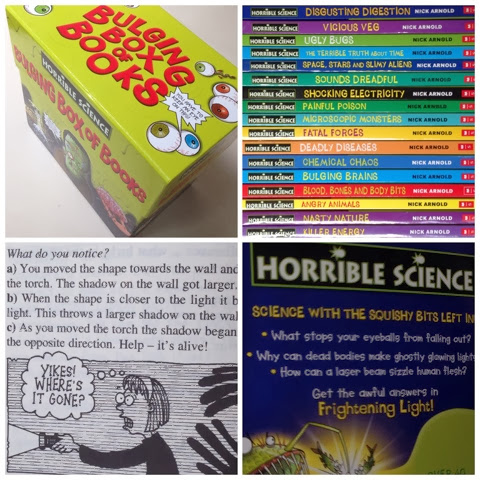 BULGING
BOX
OF
BOOKS
HORRIBLE SCIENCE
BOX OF BOOKS
HORRIBLE SCIENCE DISGUSTING DIGESTION NICK ARNOLD
HORRIBLE SCIENCE VICIOUS VEG NICK ARNOLD
HORRIBLE SCIENCE UGLY BUGS NICK ARNOLD
HORRIBLE SCIENCE THE TERRIBLE TRUTH ABOUT TIME NICK ARNOLD
HORRIBLE SCIENCE SPACE, STARS AND SLIMY ALIENS NICK ARNOLD
HORRIBLE SCIENCE SOUNDS DREADFUL NICK ARNOLD
HORRIBLE SCIENCE SHOCKING ELECTRICITY NICK ARNOLD
HORRIBLE SCIENCE PAINFUL POISON NICK ARNOLD
HORRIBLE SCIENCE MICROSCOPIC MONSTERS NICK ARNOLD
HORRIBLE SCIENCE FATAL FORCES NICK ARNOLD
HORRIBLE SCIENCE DEADLY DISEASES NICK ARNOLD
HORRIBLE SCIENCE CHEMICAL CHAOS NICK ARNOLD
HORRIBLE SCIENCE BULGING BRAINS NICK ARNOLD
HORRIBLE SCIENCE BLOOD, BONES AND BODY BITS NICK ARNOLD
HORRIBLE SCIENCE ANGRY ANIMALS NICK ARNOLD
HORRIBLE SCIENCE NASTY NATURE NICK ARNOLD
HORRIBLE SCIENCE KILLER ENERGY NICK ARNOLD
What do you notice?
a) You moved the shape towards the wall and
the torch. The shadow on the wall got larger.
b) When the shape is closer to the light it b
light. This throws a larger shadow on the wal
c) As you moved the torch the shadow began
the opposite direction. Help – it's alive!
YIKES!
WHERE'S
IT GONE?
HORRIBLE SCIENCE
SCIENCE WITH THE SQUISHY BITS LEFT IN
• What stops your eyeballs from falling out?
• Why can dead bodies make ghostly glowing light
• How can a laser beam sizzle human flesh?
Get the awful answers in
Frightening Light!
OVER 40